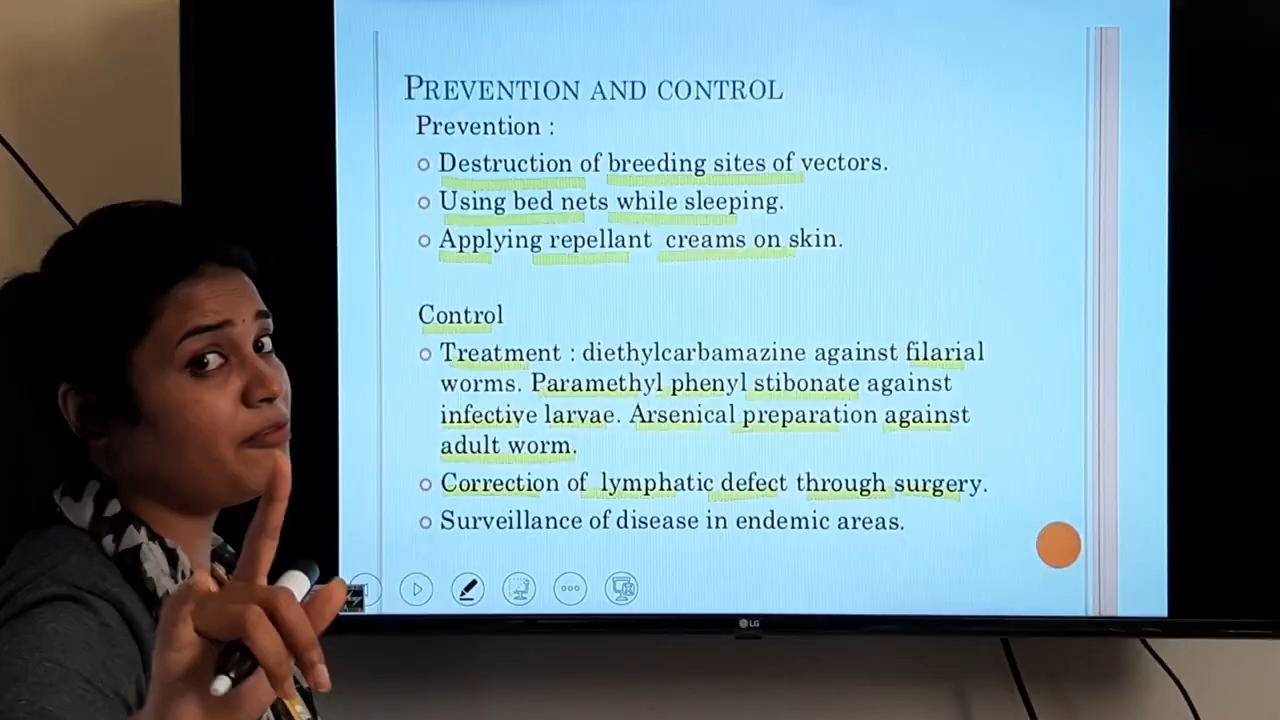 PREVENTION AND CONTROL
Prevention :
Destruction of breeding sites of vectors.
Using bed nets while sleeping.
Applying repellant creams on skin.
Control
Treatment : diethylcarbamazine against filarial
worms. Paramethyl phenyl stibonate against
infective larvae. Arsenical preparation against
adult worm.
Correction of lymphatic defect through surgery.
Surveillance of disease in endemic areas.
LG